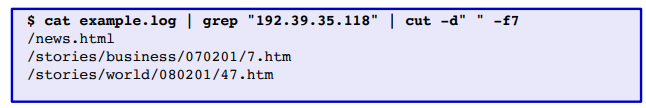 $ cat example.log | grep "192.39.35.118" | cut -d" " -f7
/news.html
/stories/business/070201/7.htm
/stories/world/080201/47.htm